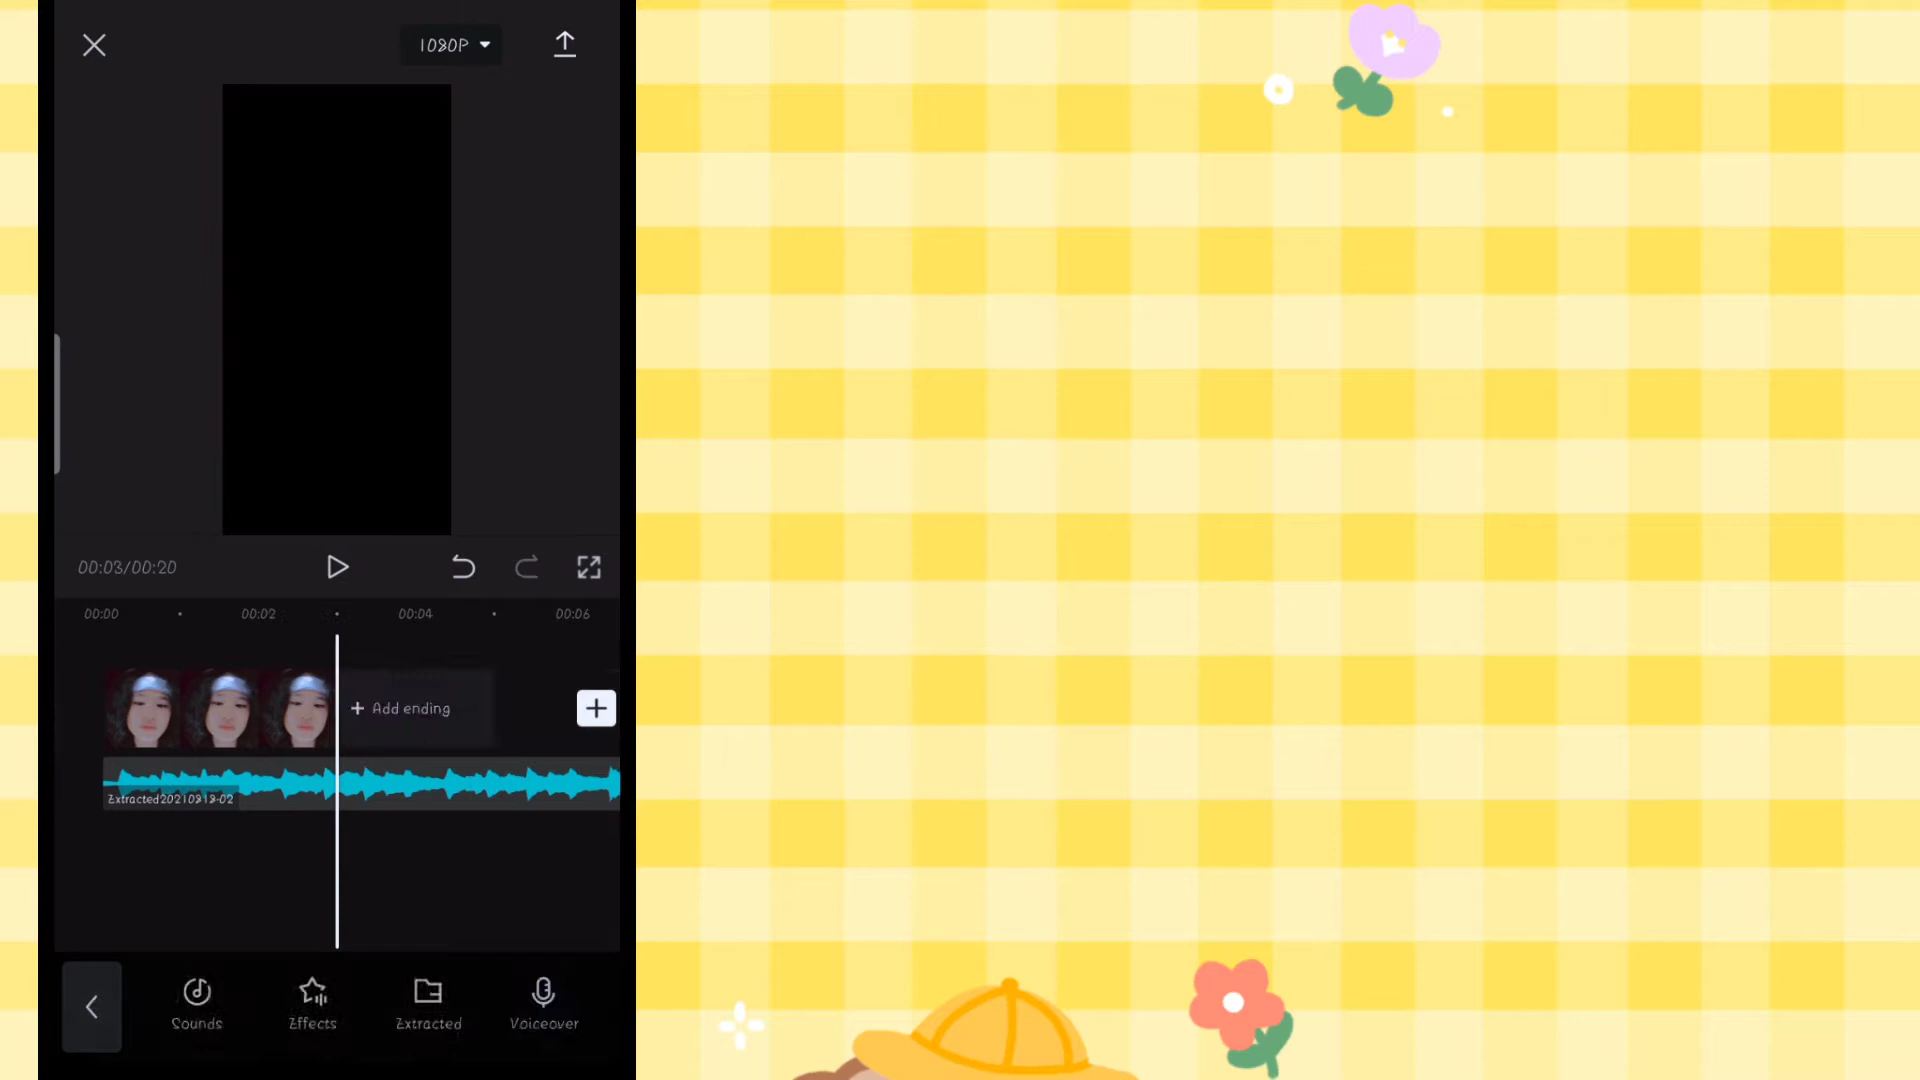 1080P
00:03/00:20
00:00
00:02
00:04
00:06
+ Add ending
Extracted20210313-02
Sounds
Effects
Extracted
Voiceover